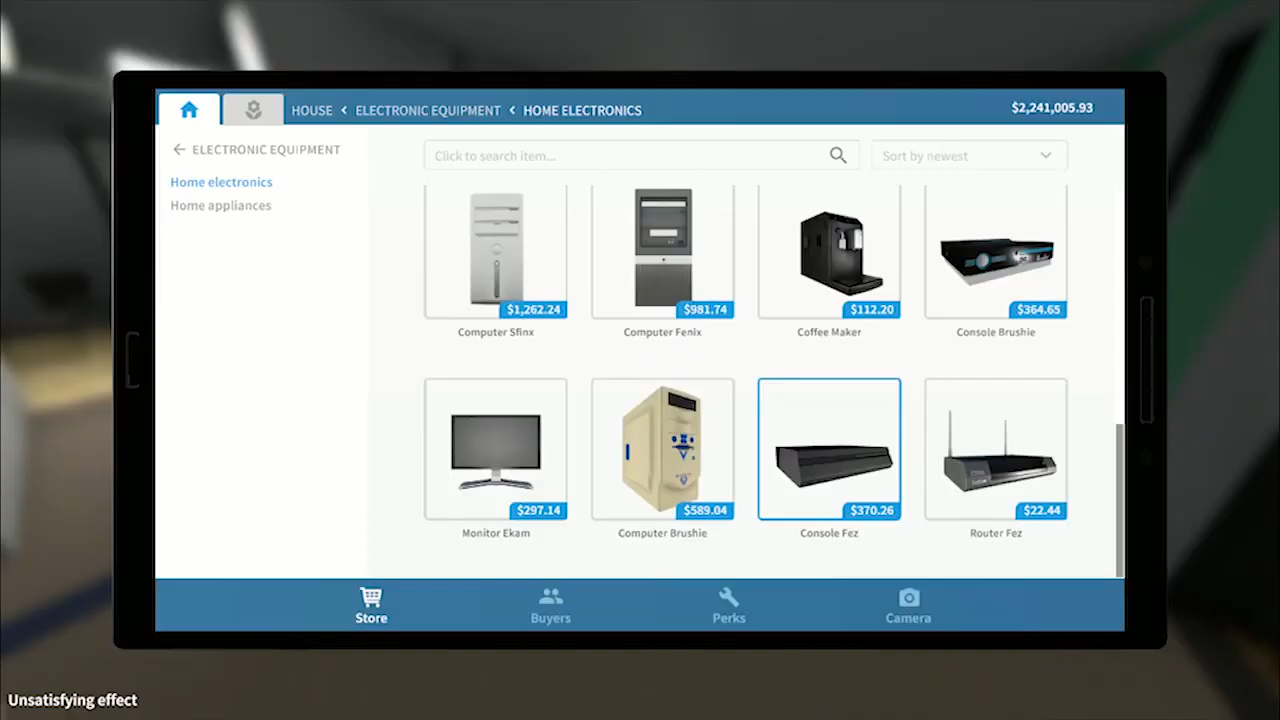 HOUSE < ELECTRONIC EQUIPMENT < HOME ELECTRONICS
$2,241,005.93
ELECTRONIC EQUIPMENT
Home electronics
Home appliances
Click to search item...
Sort by newest
$1,262.24
$981.74
$112.20
$364.65
Computer Sfinx
Computer Fenix
Coffee Maker
Console Brushie
$297.14
$589.04
$370.26
$22.44
Monitor Ekam
Computer Brushie
Console Fez
Router Fez
Store
Buyers
Perks
Camera
Unsatisfying effect